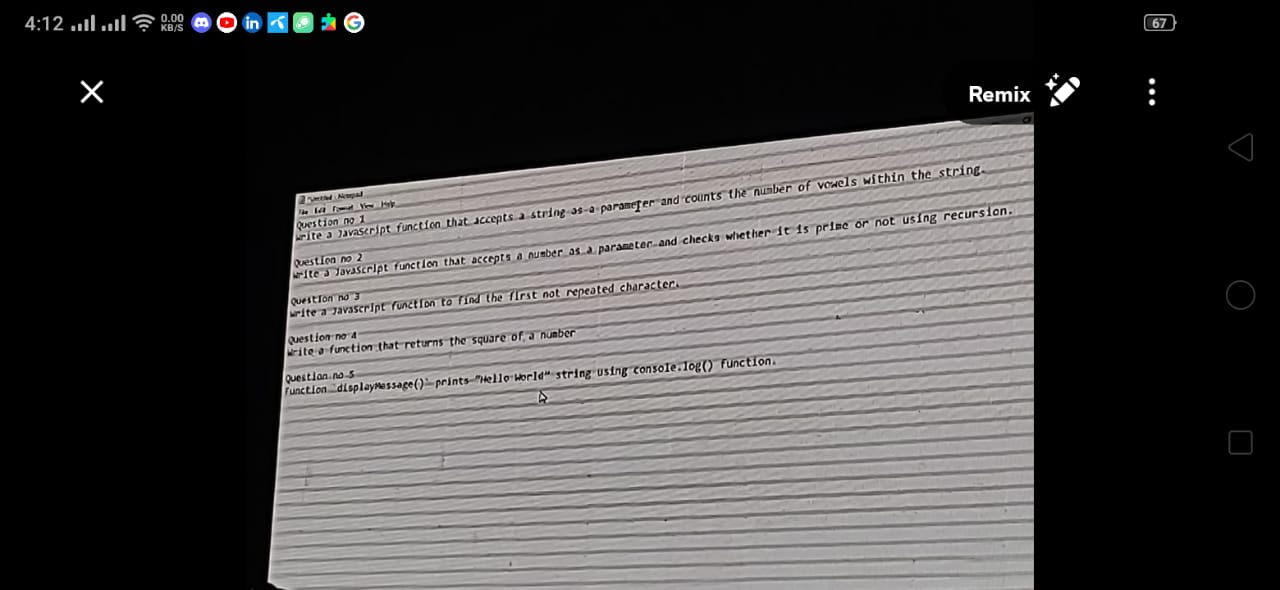 4:12
0.00
KB/S
67
Remix
*Untitled - Notepad
File Edit Format View Help
Question no 1
Write a JavaScript function that accepts a string as a parameter and counts the number of vowels within the string.
Question no 2
Write a JavaScript function that accepts a number as a parameter and checks whether it is prime or not using recursion.
Question no 3
Write a JavaScript function to find the first not repeated character.
Question no 4
Write a function that returns the square of a number
Question no 5
Function `displayMessage()` prints "Hello World" string using console.log() function.